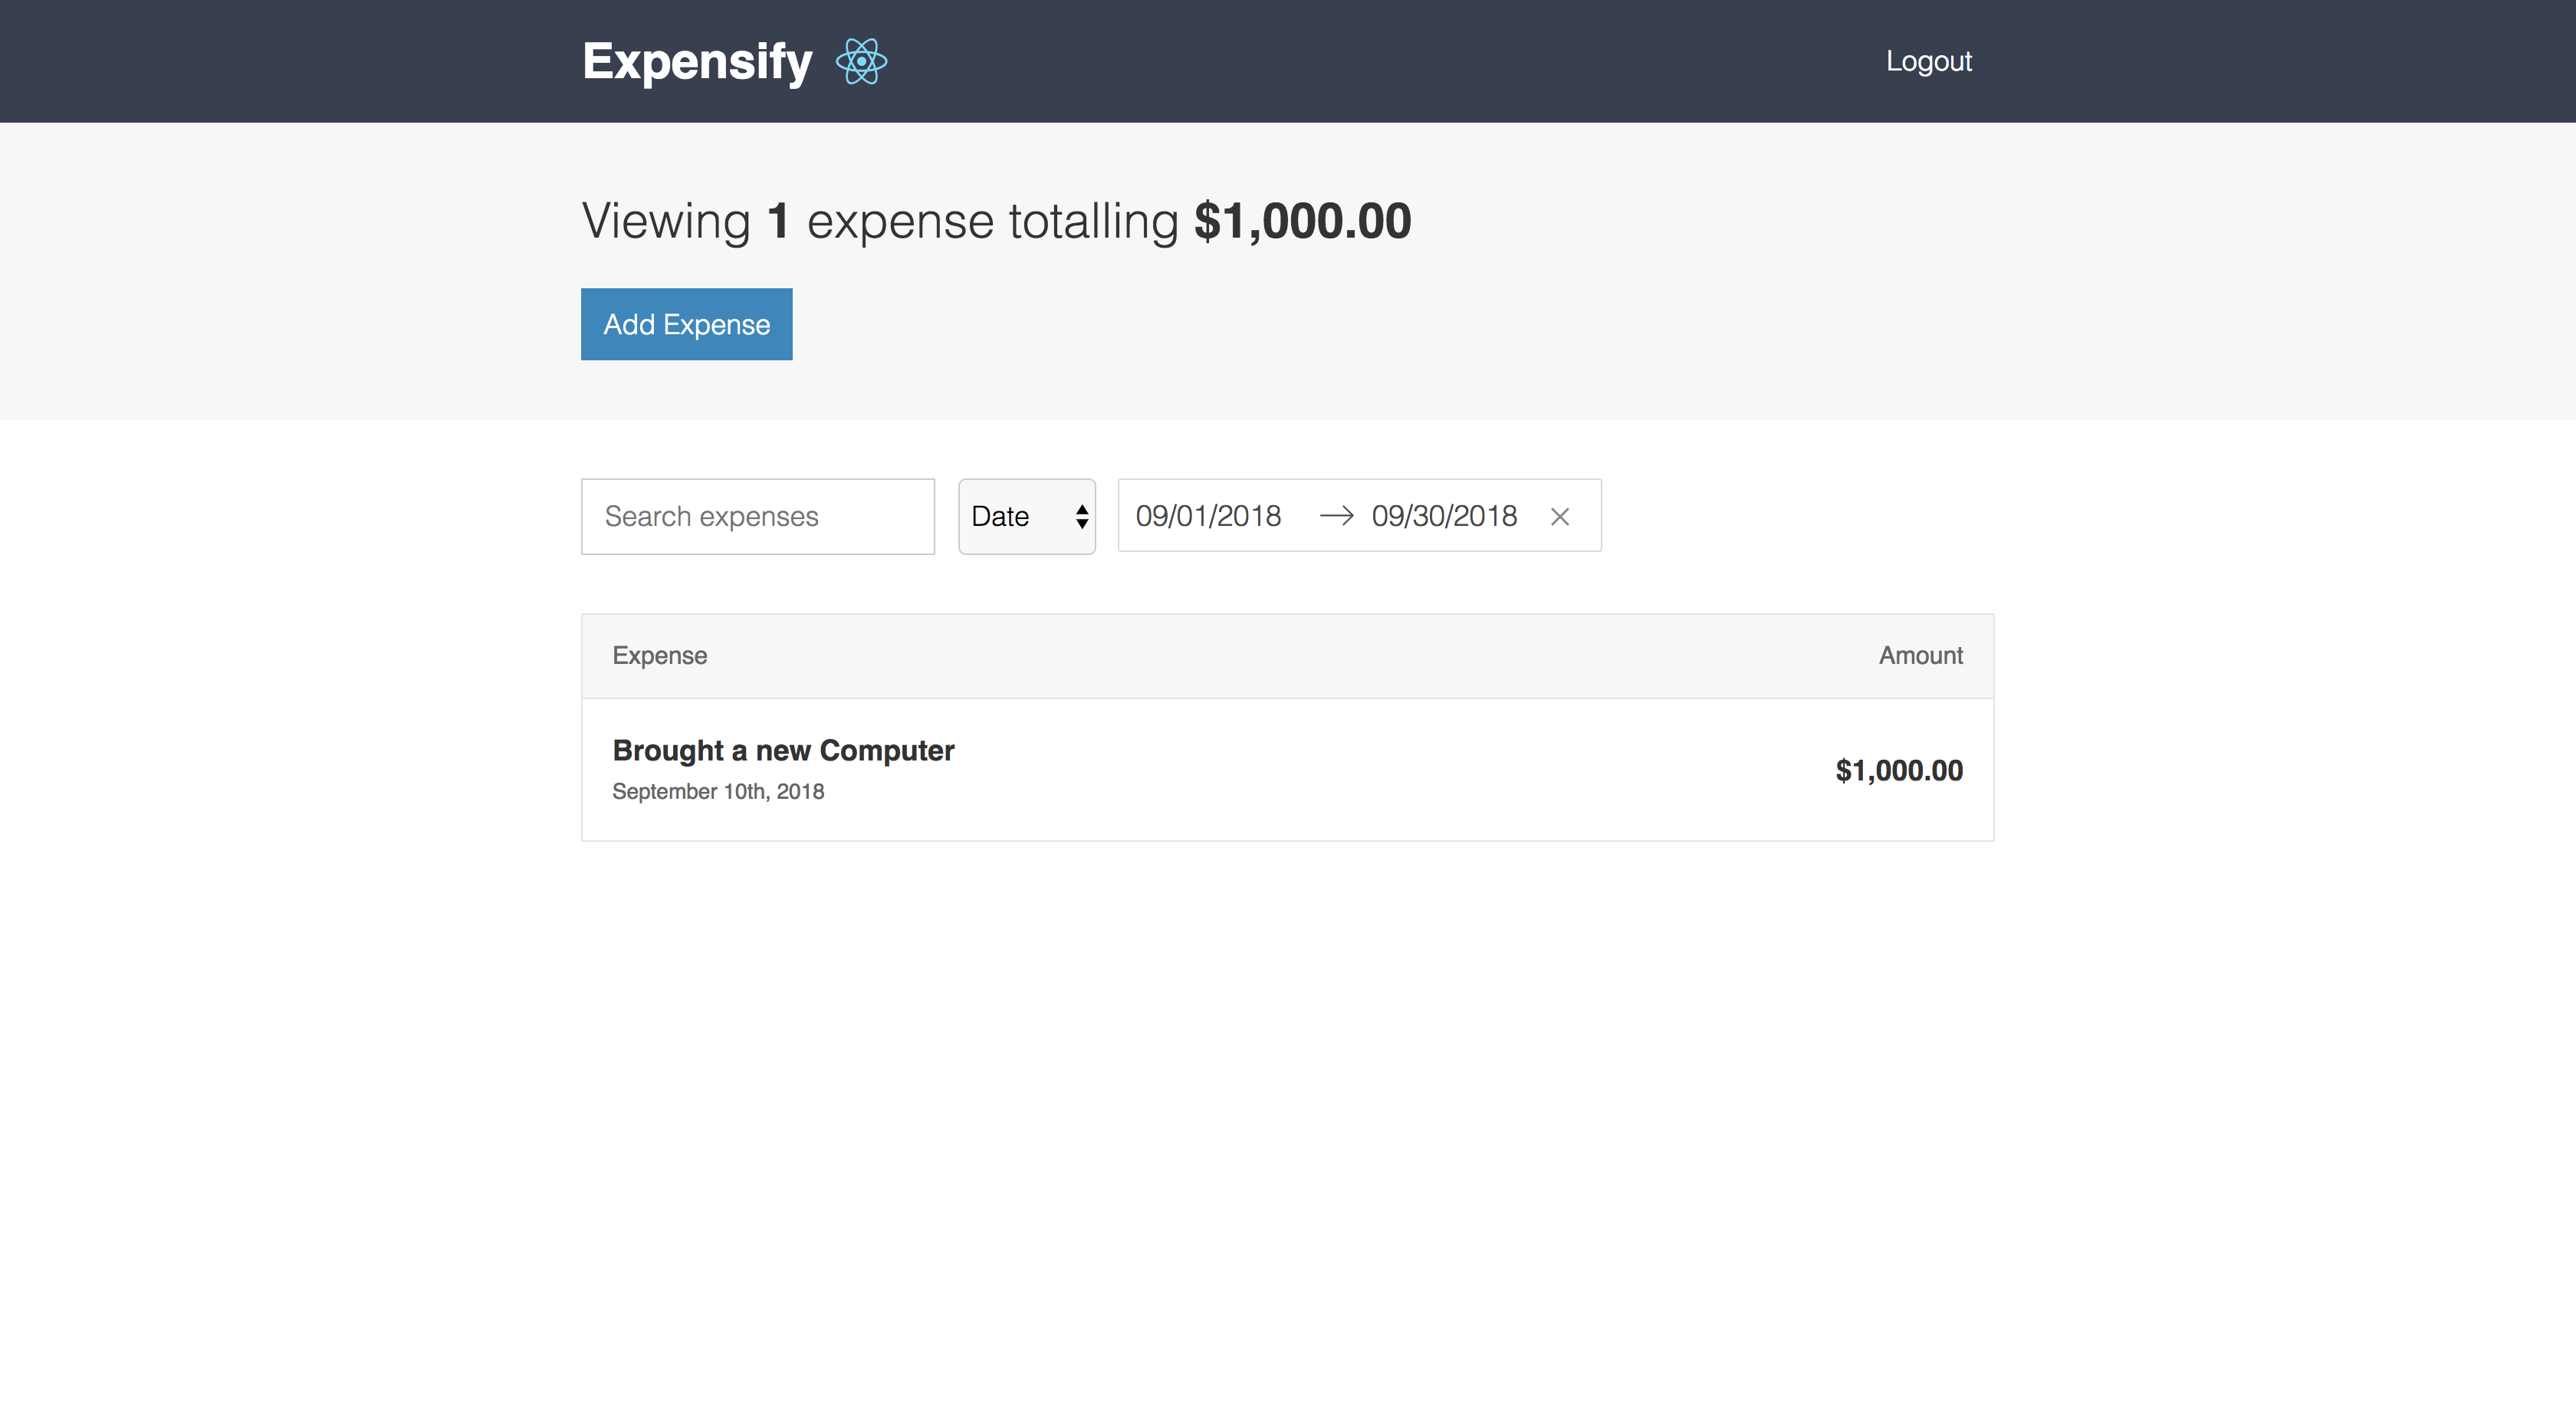 Expensify
Logout
Viewing 1 expense totalling $1,000.00
Add Expense
Search expenses
Date
09/01/2018 → 09/30/2018
Expense Amount
Brought a new Computer
September 10th, 2018
$1,000.00